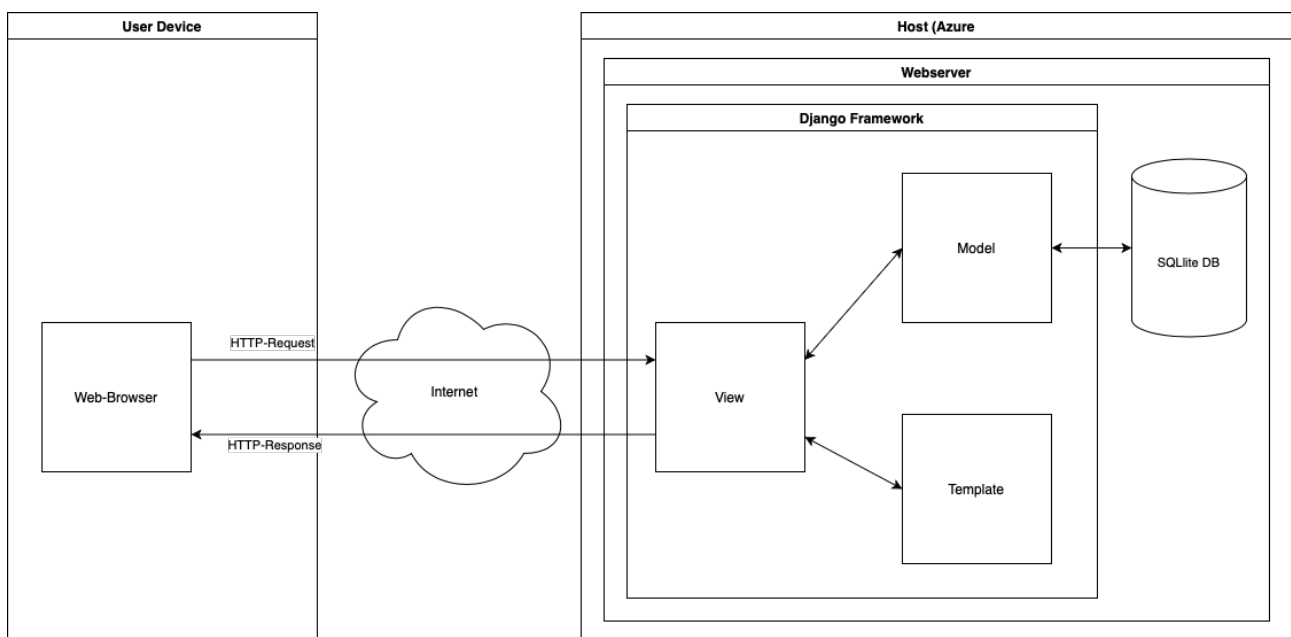 User Device
Host (Azure
Webserver
Django Framework
Model
SQLlite DB
HTTP-Request
Web-Browser
Internet
View
HTTP-Response
Template